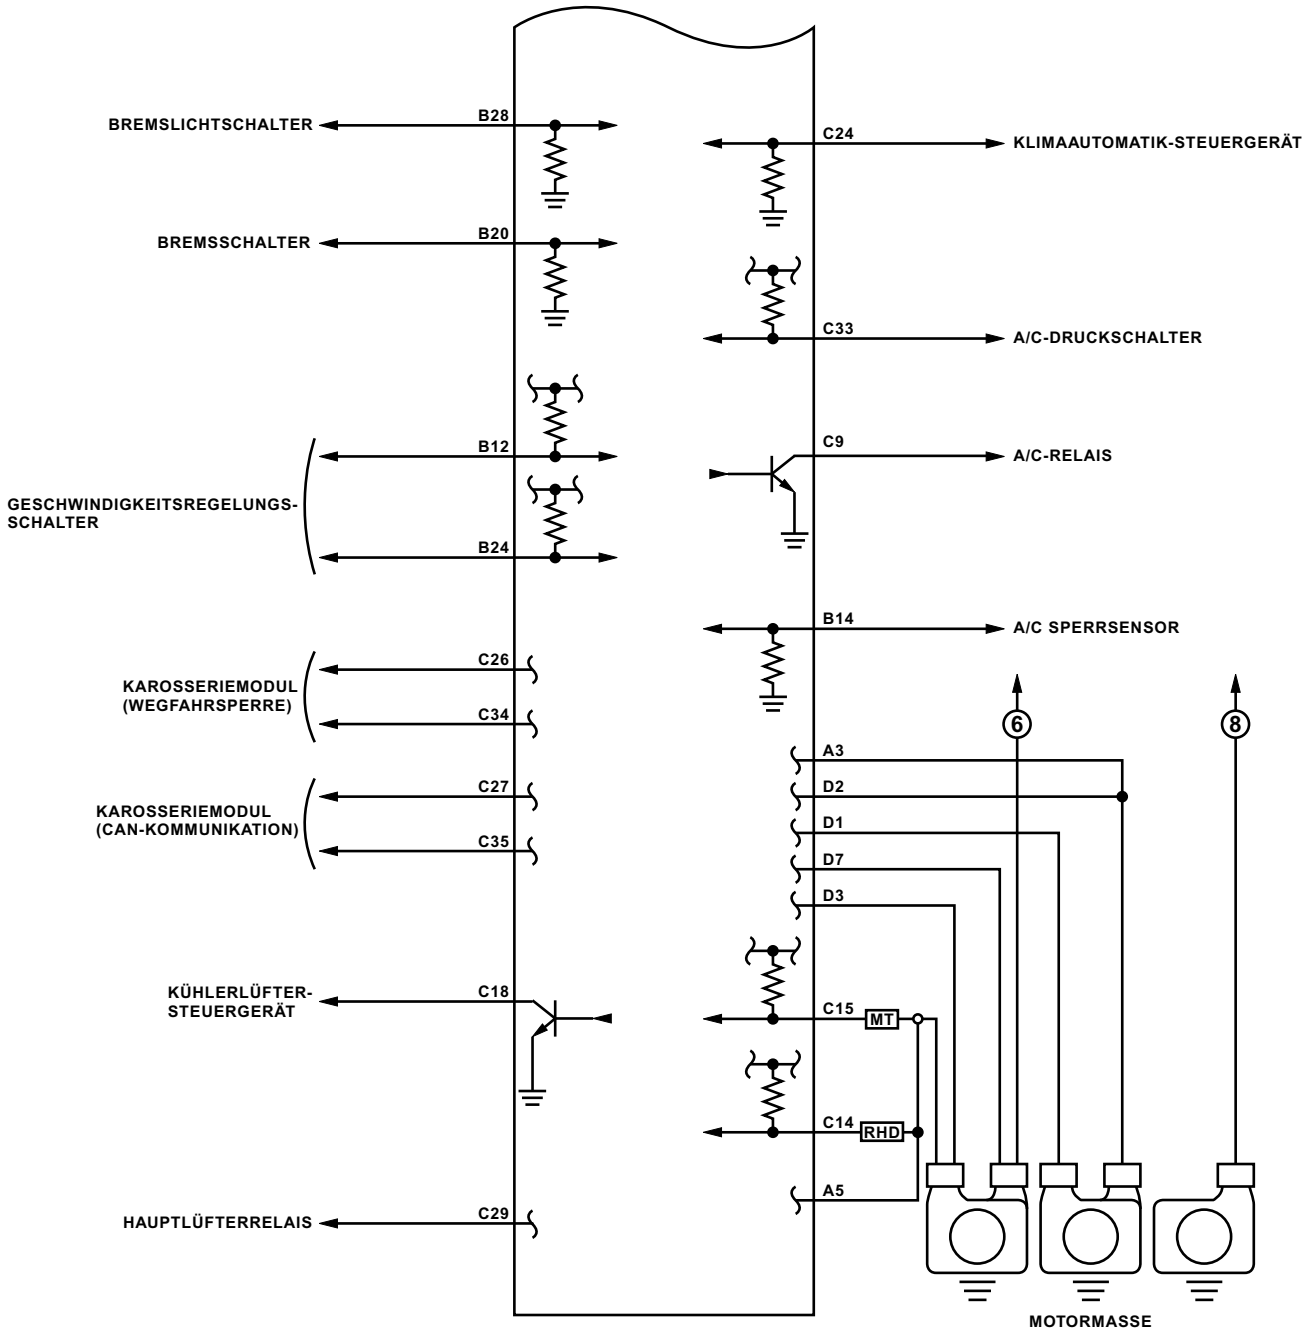 B28
BREMSLICHTSCHALTER
C24
KLIMAAUTOMATIK-STEUERGERÄT
B20
BREMSSCHALTER
C33
A/C-DRUCKSCHALTER
B12
C9
A/C-RELAIS
GESCHWINDIGKEITSREGELUNGS-
SCHALTER
B24
B14
A/C SPERRSENSOR
C26
KAROSSERIEMODUL
(WEGFAHRSPERRE)
C34
6
8
A3
C27
D2
KAROSSERIEMODUL
(CAN-KOMMUNIKATION)
D1
C35
D7
D3
KÜHLERLÜFTER-
STEUERGERÄT
C18
C15
MT
C14
RHD
A5
C29
HAUPTLÜFTERRELAIS
MOTORMASSE